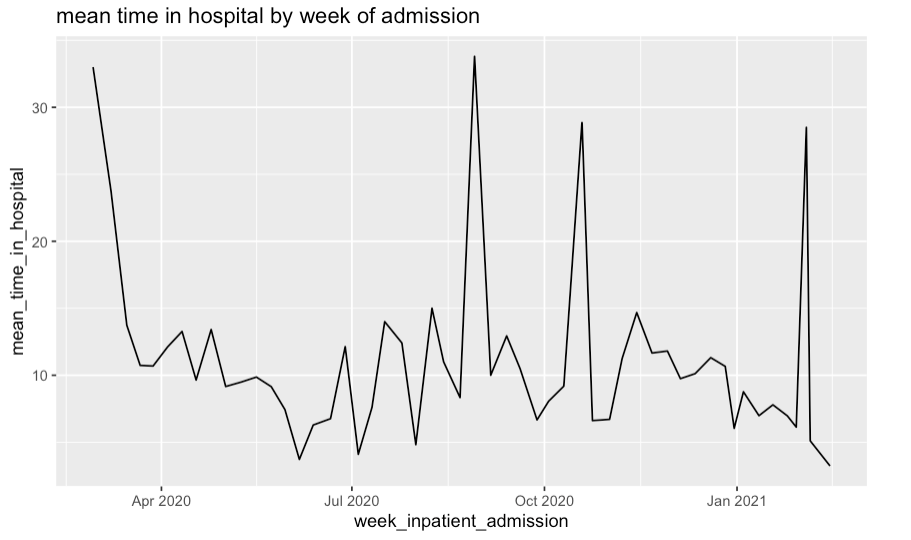 mean time in hospital by week of admission
mean_time_in_hospital
30
20
10
Apr 2020
Jul 2020
Oct 2020
Jan 2021
week_inpatient_admission